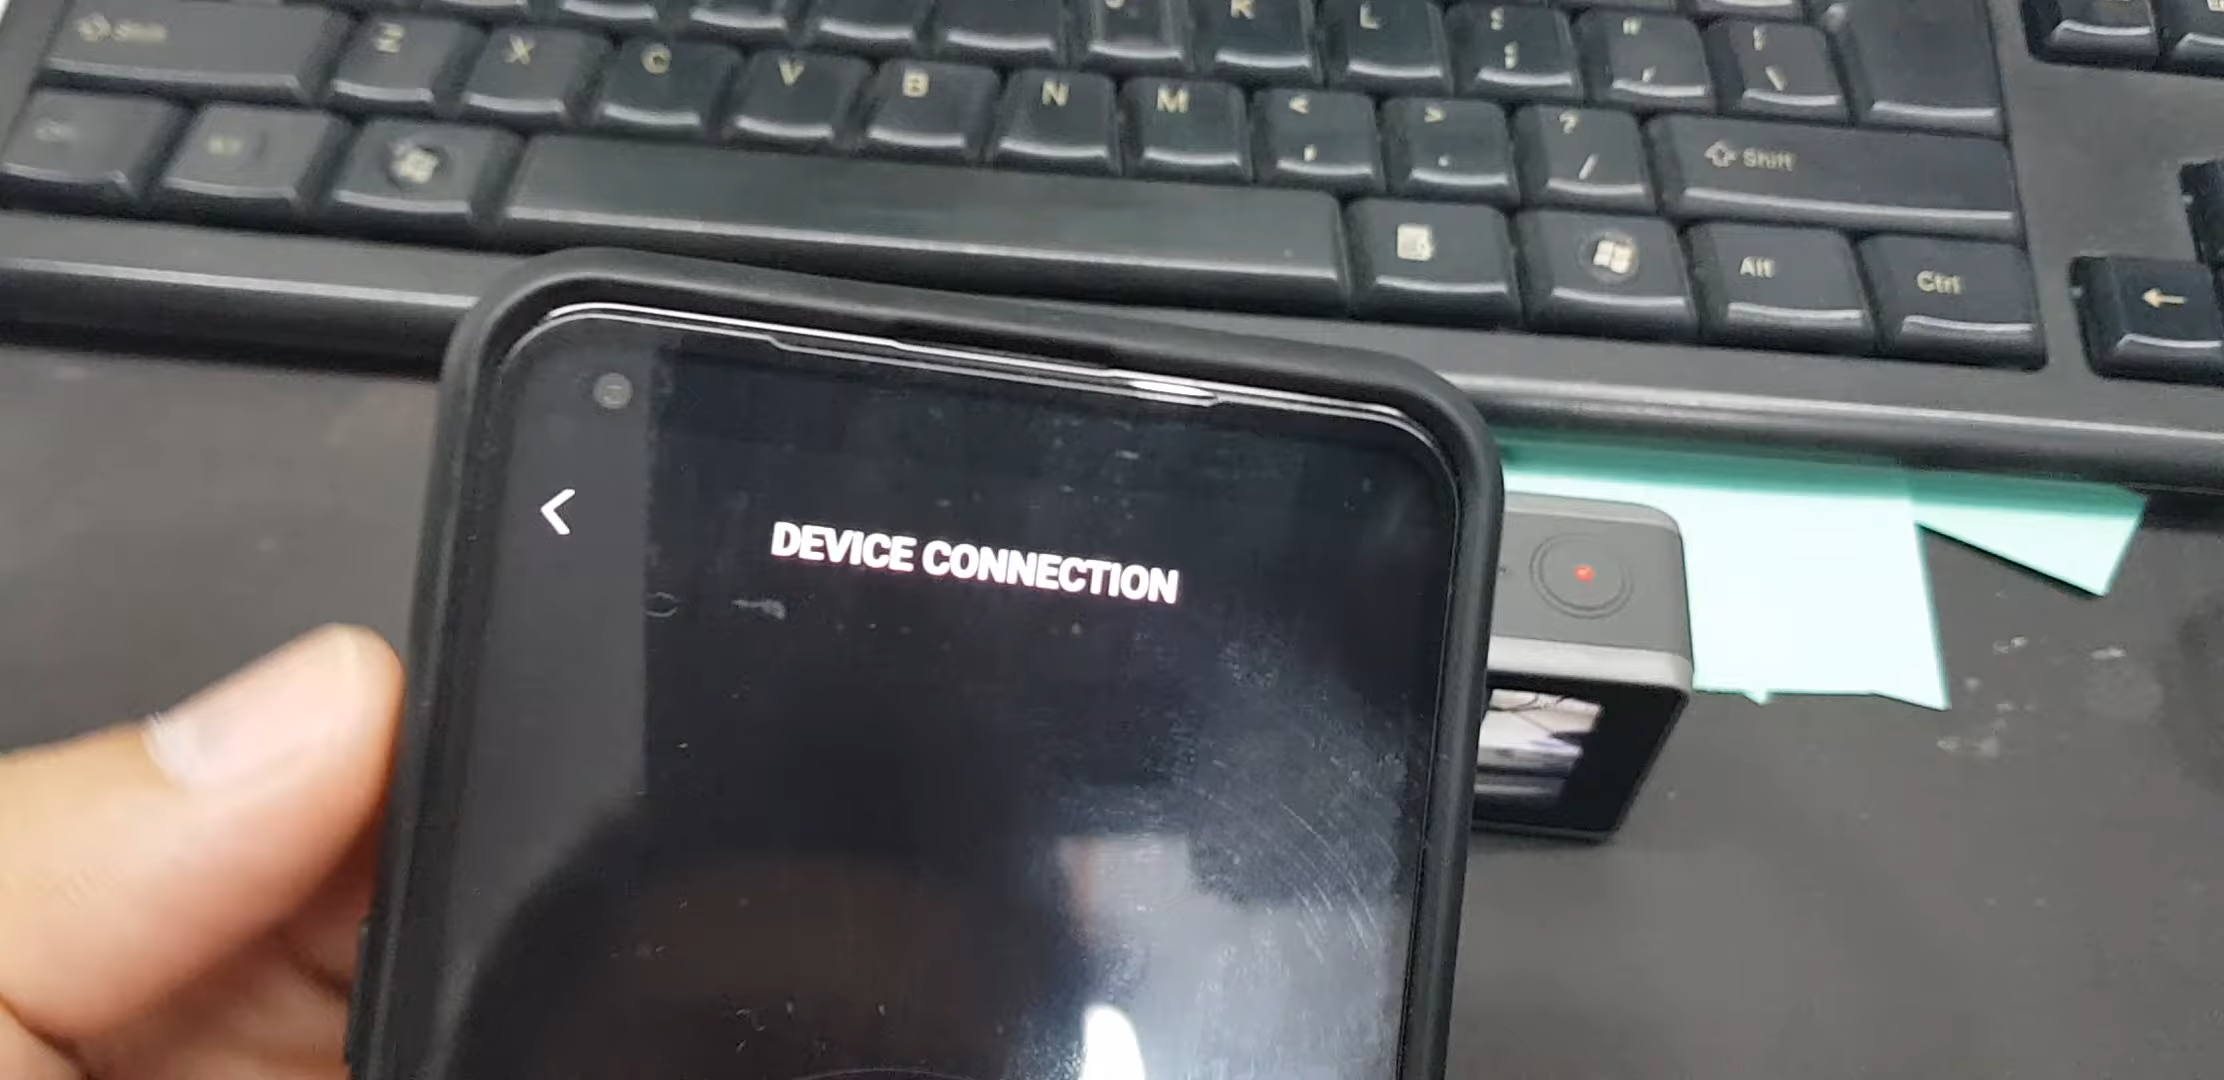 K L
Shift Z X C V B N M < , > . ? / Shift
Alt Ctrl
DEVICE CONNECTION